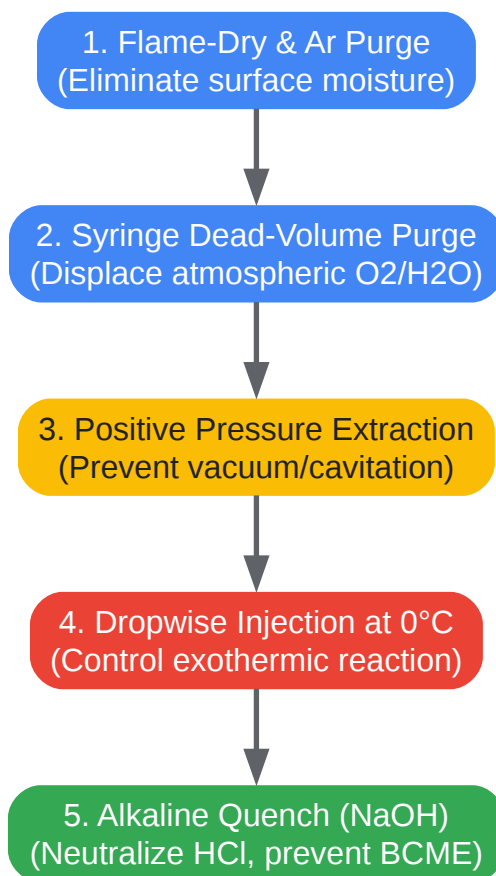 1. Flame-Dry & Ar Purge
(Eliminate surface moisture)
2. Syringe Dead-Volume Purge
(Displace atmospheric O2/H2O)
3. Positive Pressure Extraction
(Prevent vacuum/cavitation)
4. Dropwise Injection at 0°C
(Control exothermic reaction)
5. Alkaline Quench (NaOH)
(Neutralize HCl, prevent BCME)